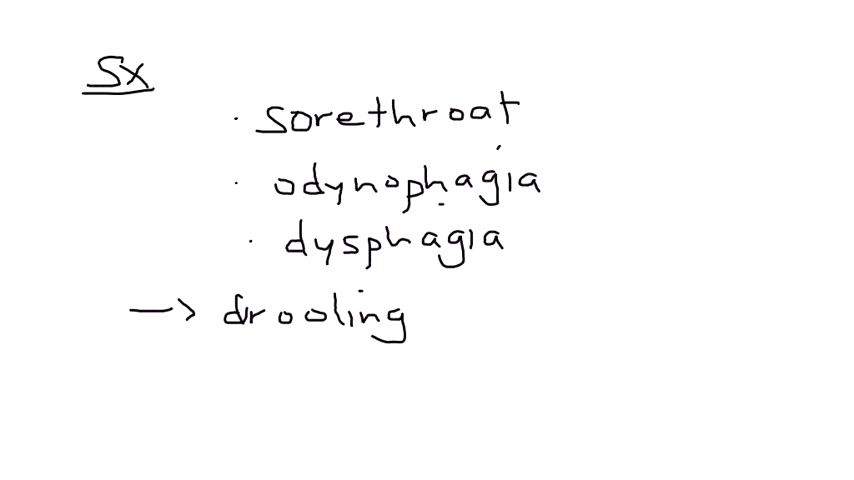 Sx
· sorethroat
· odynophagia
· dysphagia
→ drooling